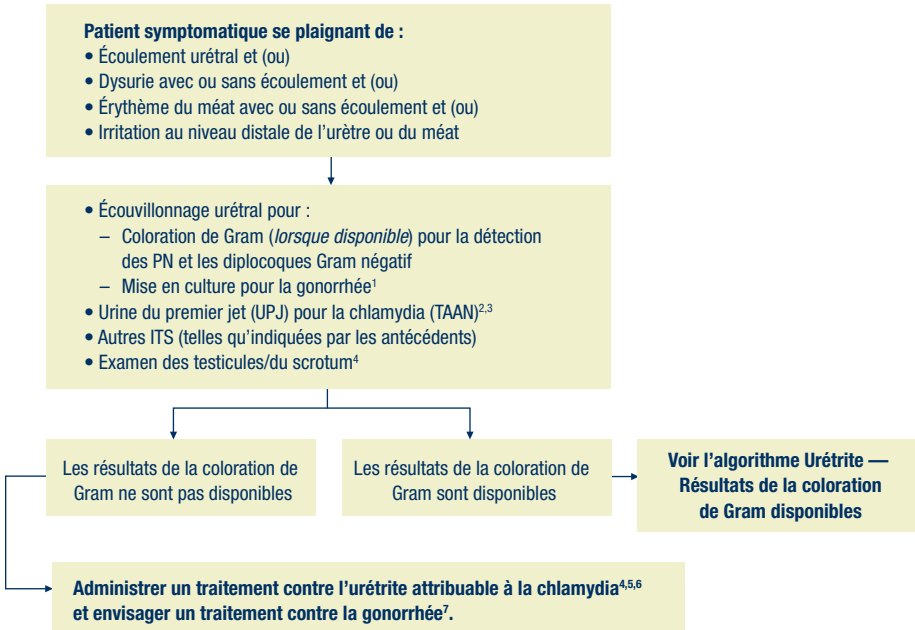 Patient symptomatique se plaignant de :
• Écoulement urétral et (ou)
• Dysurie avec ou sans écoulement et (ou)
• Érythème du méat avec ou sans écoulement et (ou)
• Irritation au niveau distale de l'urètre ou du méat
• Écouvillonnage urétral pour :
– Coloration de Gram (lorsque disponible) pour la détection
des PN et les diplocoques Gram négatif
– Mise en culture pour la gonorrhée¹
• Urine du premier jet (UPJ) pour la chlamydia (TAAN)²,³
• Autres ITS (telles qu'indiquées par les antécédents)
• Examen des testicules/du scrotum⁴
Les résultats de la coloration de
Gram ne sont pas disponibles
Les résultats de la coloration de
Gram sont disponibles
Voir l'algorithme Urétrite —
Résultats de la coloration
de Gram disponibles
Administrer un traitement contre l'urétrite attribuable à la chlamydia⁴,⁵,⁶
et envisager un traitement contre la gonorrhée⁷.